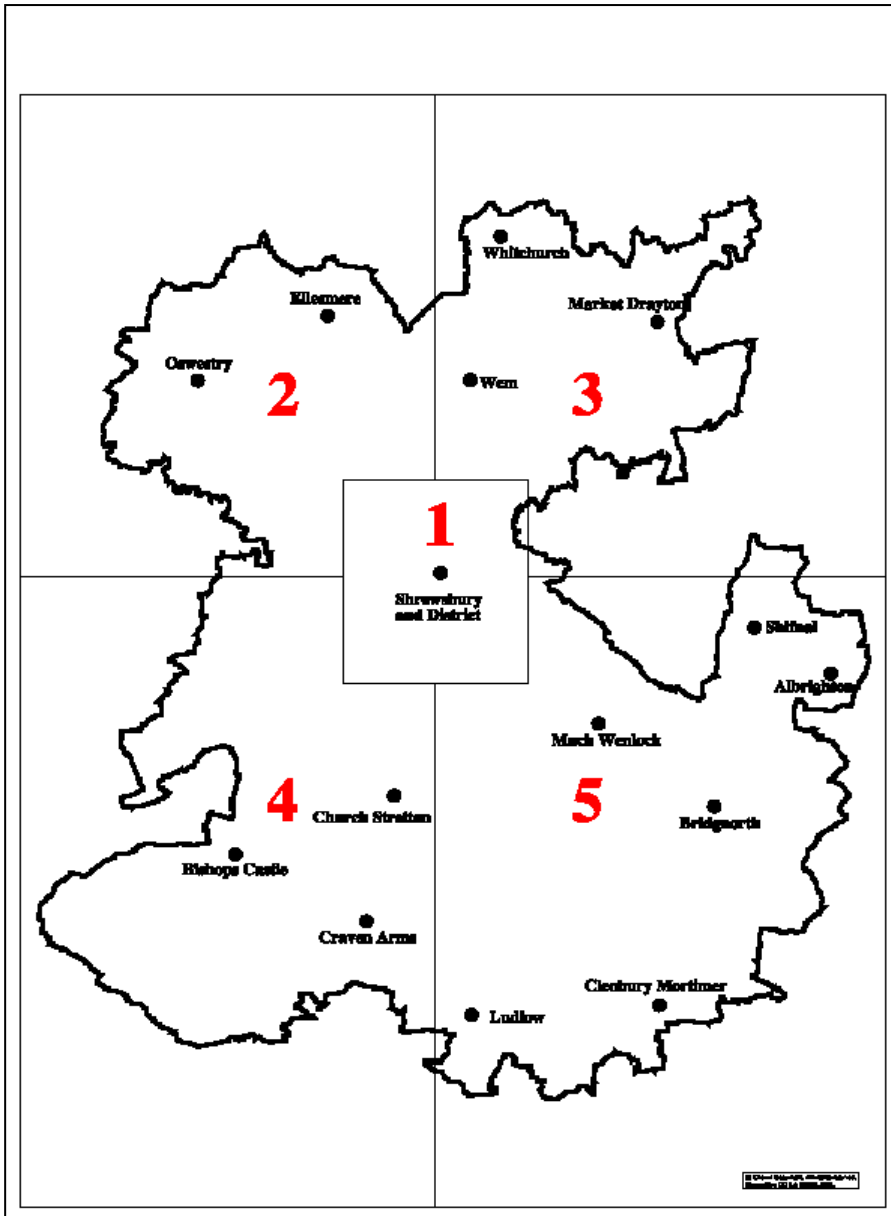 Whitchurch
Ellesmere
Market Drayton
Oswestry
Wem
2
3
1
Shrewsbury
and District
Shifnal
Albrighton
Much Wenlock
4
5
Church Stretton
Bridgnorth
Bishops Castle
Craven Arms
Cleobury Mortimer
Ludlow